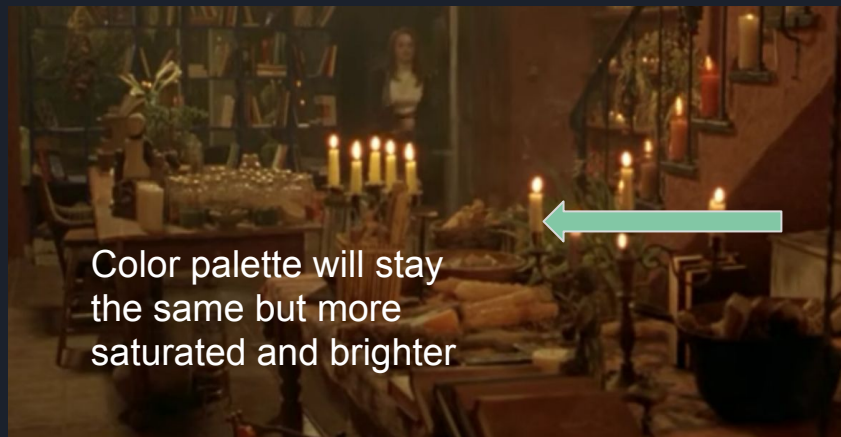 Color palette will stay
the same but more
saturated and brighter